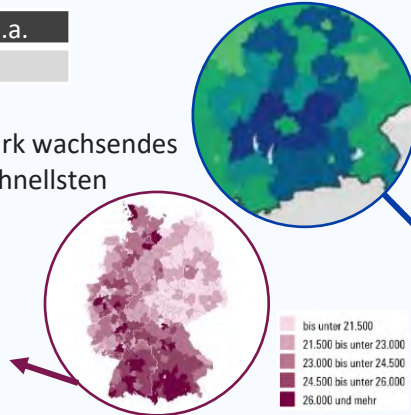 .a.
rk wachsendes
hnellsten
bis unter 21.500
21.500 bis unter 23.000
23.000 bis unter 24.500
24.500 bis unter 26.000
26.000 und mehr